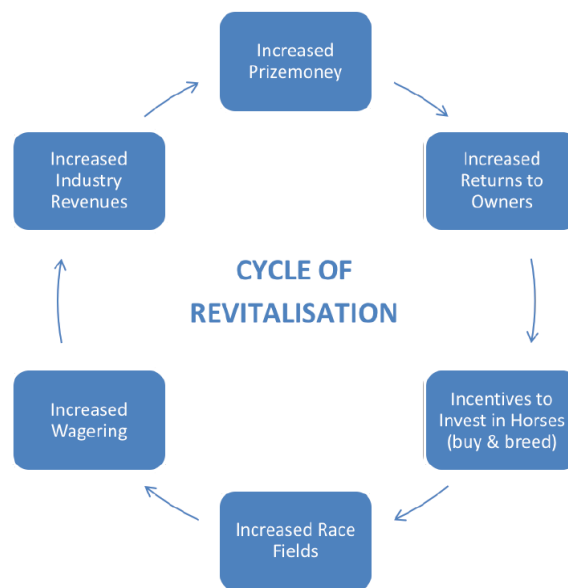 Increased
Prizemoney
Increased
Returns to
Owners
Incentives to
Invest in Horses
(buy & breed)
Increased Race
Fields
Increased
Wagering
Increased
Industry
Revenues
CYCLE OF
REVITALISATION